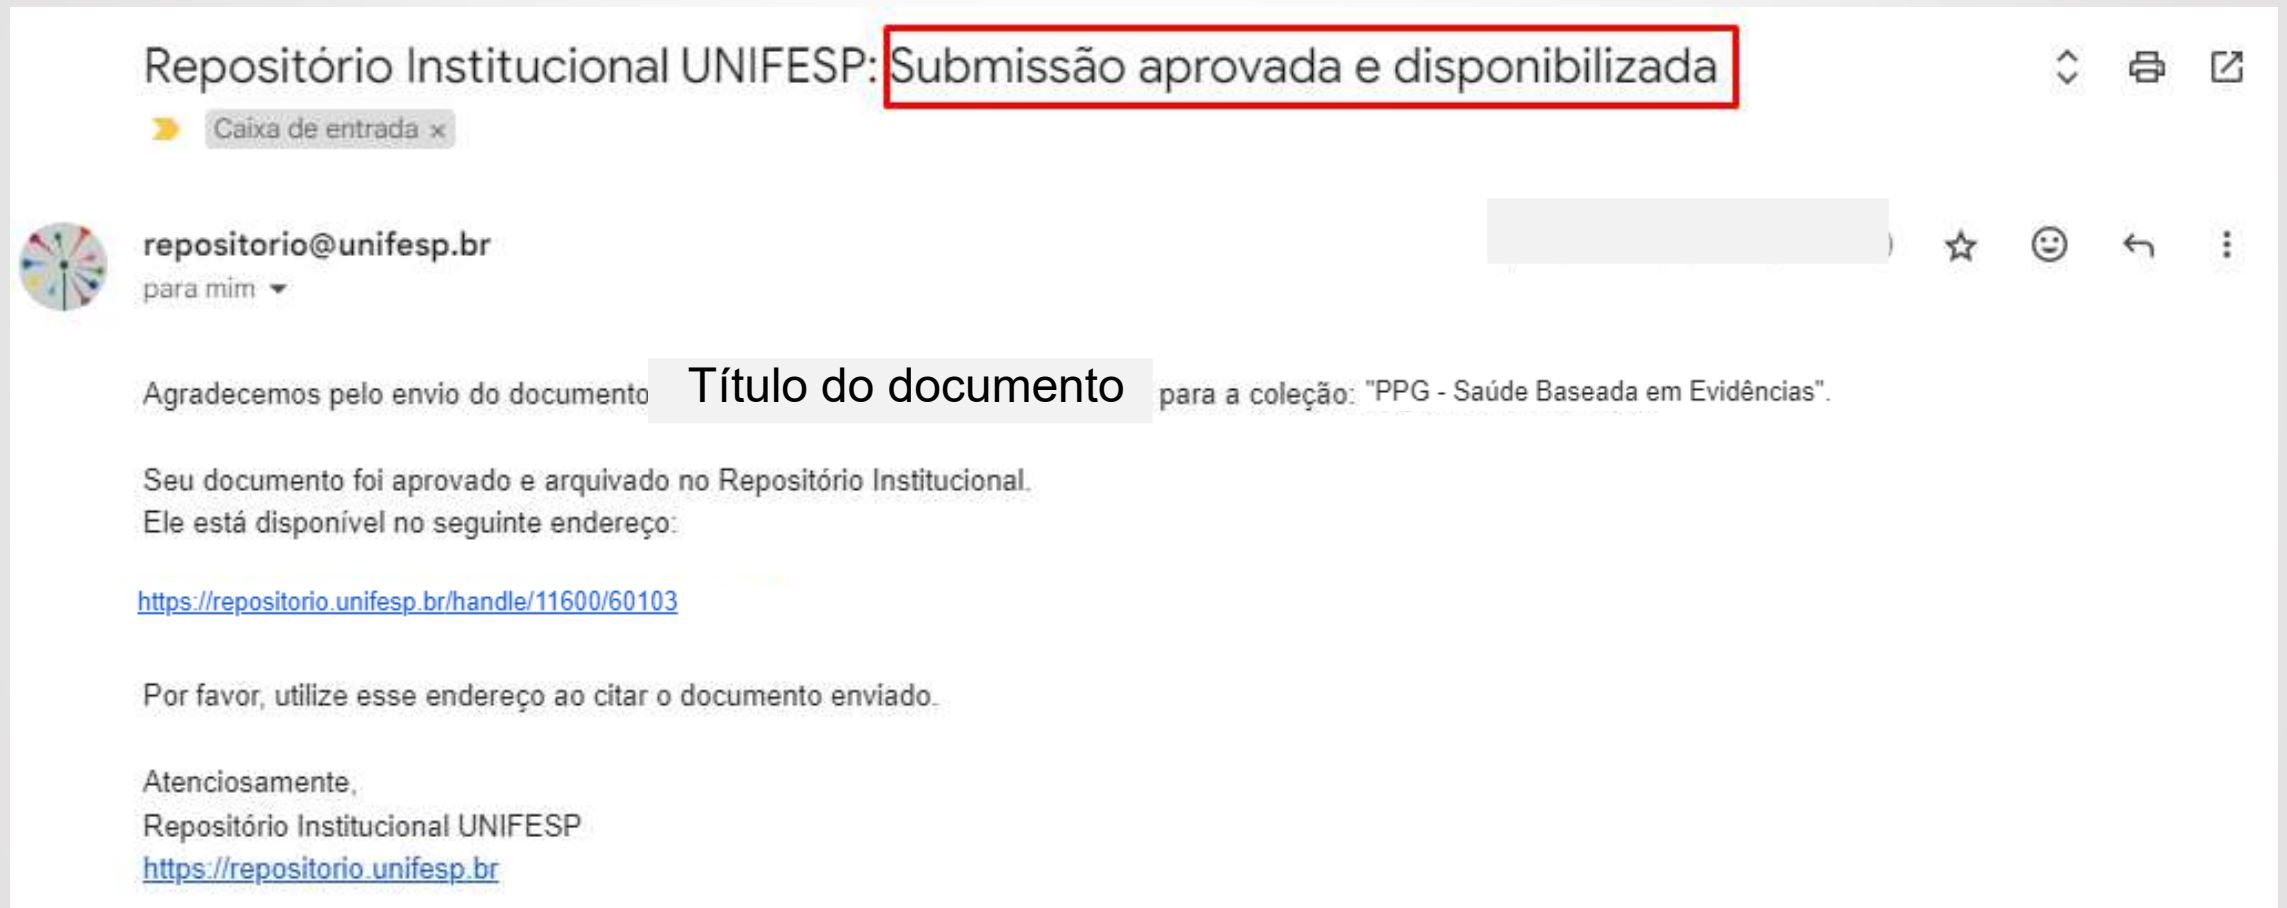 Repositório Institucional UNIFESP: Submissão aprovada e disponibilizada
Caixa de entrada ×
repositorio@unifesp.br
para mim
Agradecemos pelo envio do documento Título do documento para a coleção: "PPG - Saúde Baseada em Evidências".
Seu documento foi aprovado e arquivado no Repositório Institucional.
Ele está disponível no seguinte endereço:
https://repositorio.unifesp.br/handle/11600/60103
Por favor, utilize esse endereço ao citar o documento enviado.
Atenciosamente,
Repositório Institucional UNIFESP
https://repositorio.unifesp.br